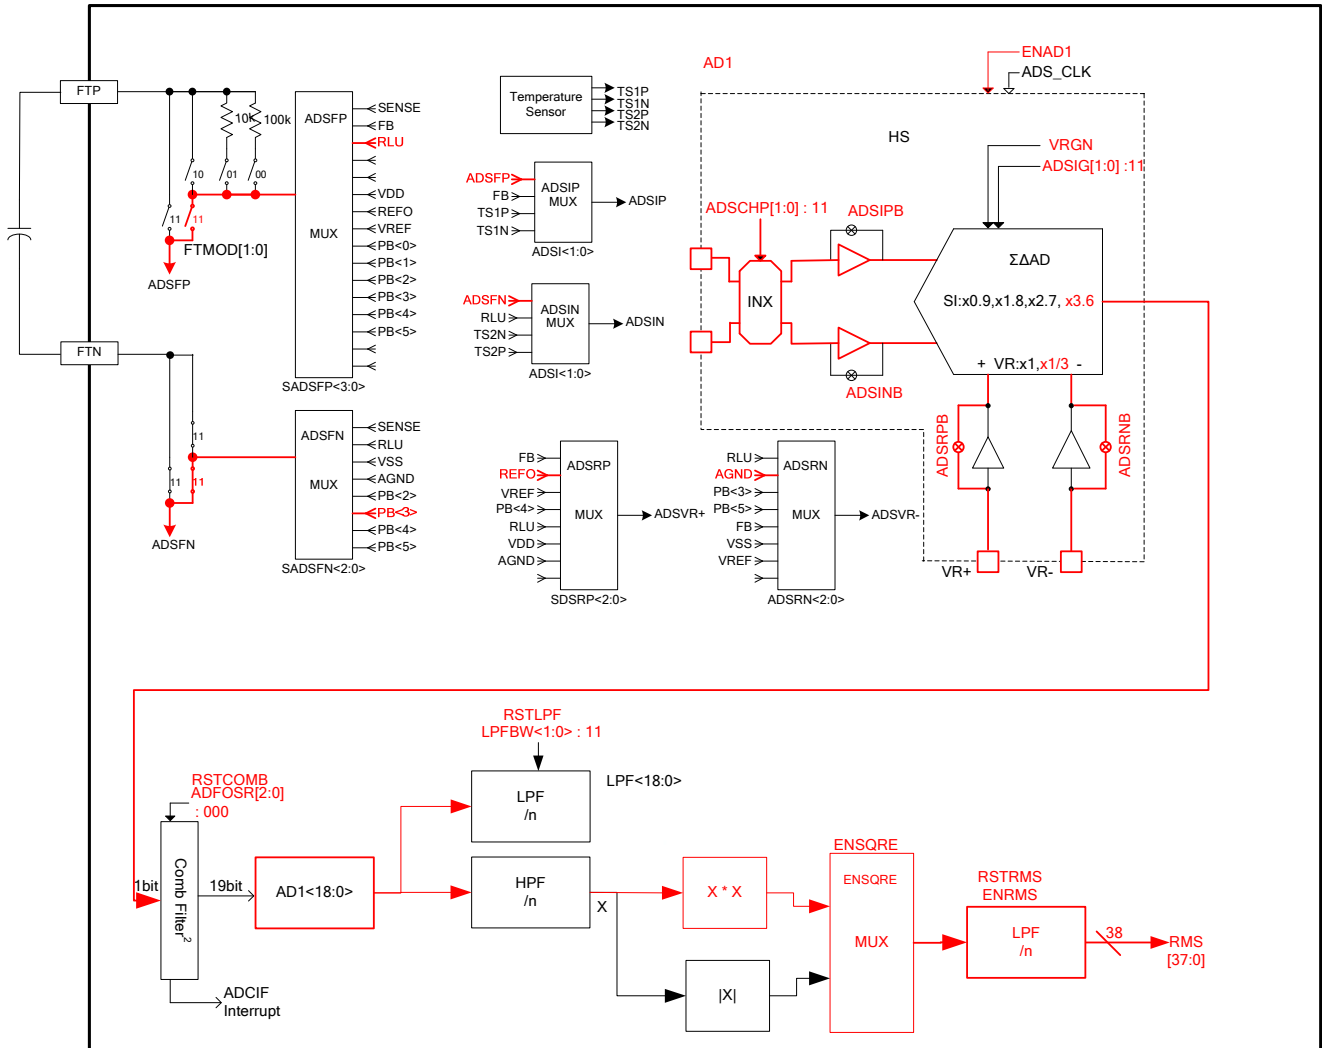 FTP
10k
100k
10
01
00
11
11
FTMOD[1:0]
ADSFP
ADSFP
MUX
SENSE
FB
RLU
VDD
REFO
VREF
PB<0>
PB<1>
PB<2>
PB<3>
PB<4>
PB<5>
SADSFP<3:0>
FTN
11
11
11
ADSFN
ADSFN
MUX
SENSE
RLU
VSS
AGND
PB<2>
PB<3>
PB<4>
PB<5>
SADSFN<2:0>
Temperature
Sensor
TS1P
TS1N
TS2P
TS2N
ADSFP
FB
TS1P
TS1N
ADSIP
MUX
ADSIP
ADSI<1:0>
ADSFN
RLU
TS2N
TS2P
ADSIN
MUX
ADSIN
ADSI<1:0>
FB
REFO
VREF
PB<4>
RLU
VDD
AGND
ADSRP
MUX
ADSVR+
SDSRP<2:0>
RLU
AGND
PB<3>
PB<5>
FB
VSS
VREF
ADSRN
MUX
ADSVR-
ADSRN<2:0>
AD1
ENAD1
ADS_CLK
HS
VRGN
ADSIG[1:0] :11
ADSCHP[1:0] : 11
INX
ADSIPB
ADSINB
ΣΔAD
SI:x0.9,x1.8,x2.7, x3.6
+ VR:x1,x1/3 -
ADSRPB
ADSRNB
VR+
VR-
RSTCOMB
ADFOSR[2:0]
: 000
1bit
Comb Filter2
19bit
ADCIF
Interrupt
AD1<18:0>
RSTLPF
LPFBW<1:0> : 11
LPF
/n
LPF<18:0>
HPF
/n
X
X * X
|X|
ENSQRE
ENSQRE
MUX
RSTRMS
ENRMS
LPF
/n
38
RMS
[37:0]